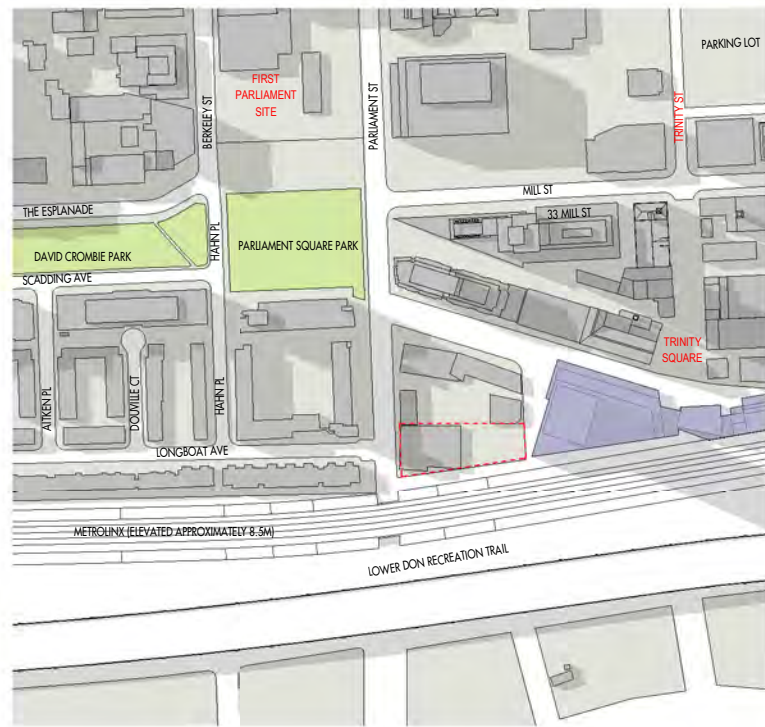 PARKING LOT
FIRST
PARLIAMENT
SITE
BERKELEY ST
PARLIAMENT ST
TRINITY ST
MILL ST
THE ESPLANADE
33 MILL ST
DAVID CROMBIE PARK
HAHN PL
PARLIAMENT SQUARE PARK
SCADDING AVE
TRINITY
SQUARE
AITKEN PL
DOUVILLE CT
HAHN PL
LONGBOAT AVE
METROLINX (ELEVATED APPROXIMATELY 8.5M)
LOWER DON RECREATION TRAIL